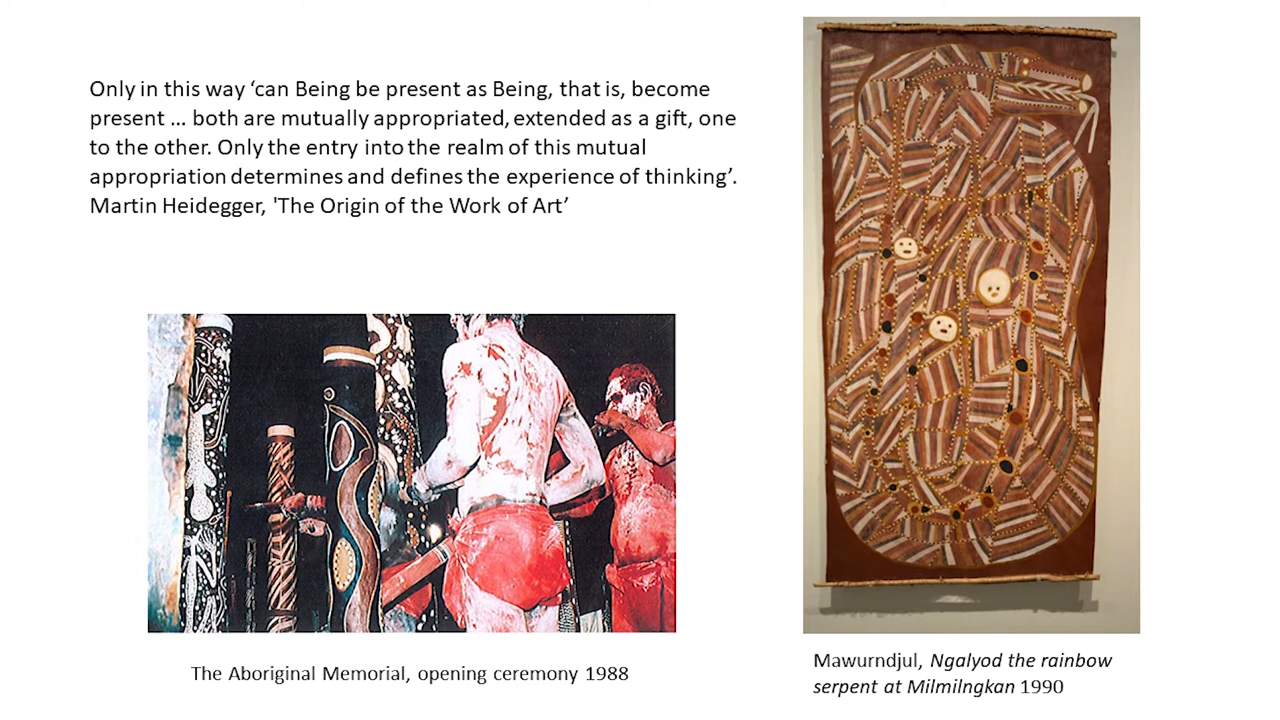 Only in this way ‘can Being be present as Being, that is, become
present … both are mutually appropriated, extended as a gift, one
to the other. Only the entry into the realm of this mutual
appropriation determines and defines the experience of thinking’.
Martin Heidegger, 'The Origin of the Work of Art’
The Aboriginal Memorial, opening ceremony 1988
Mawurndjul, Ngalyod the rainbow
serpent at Milmilngkan 1990